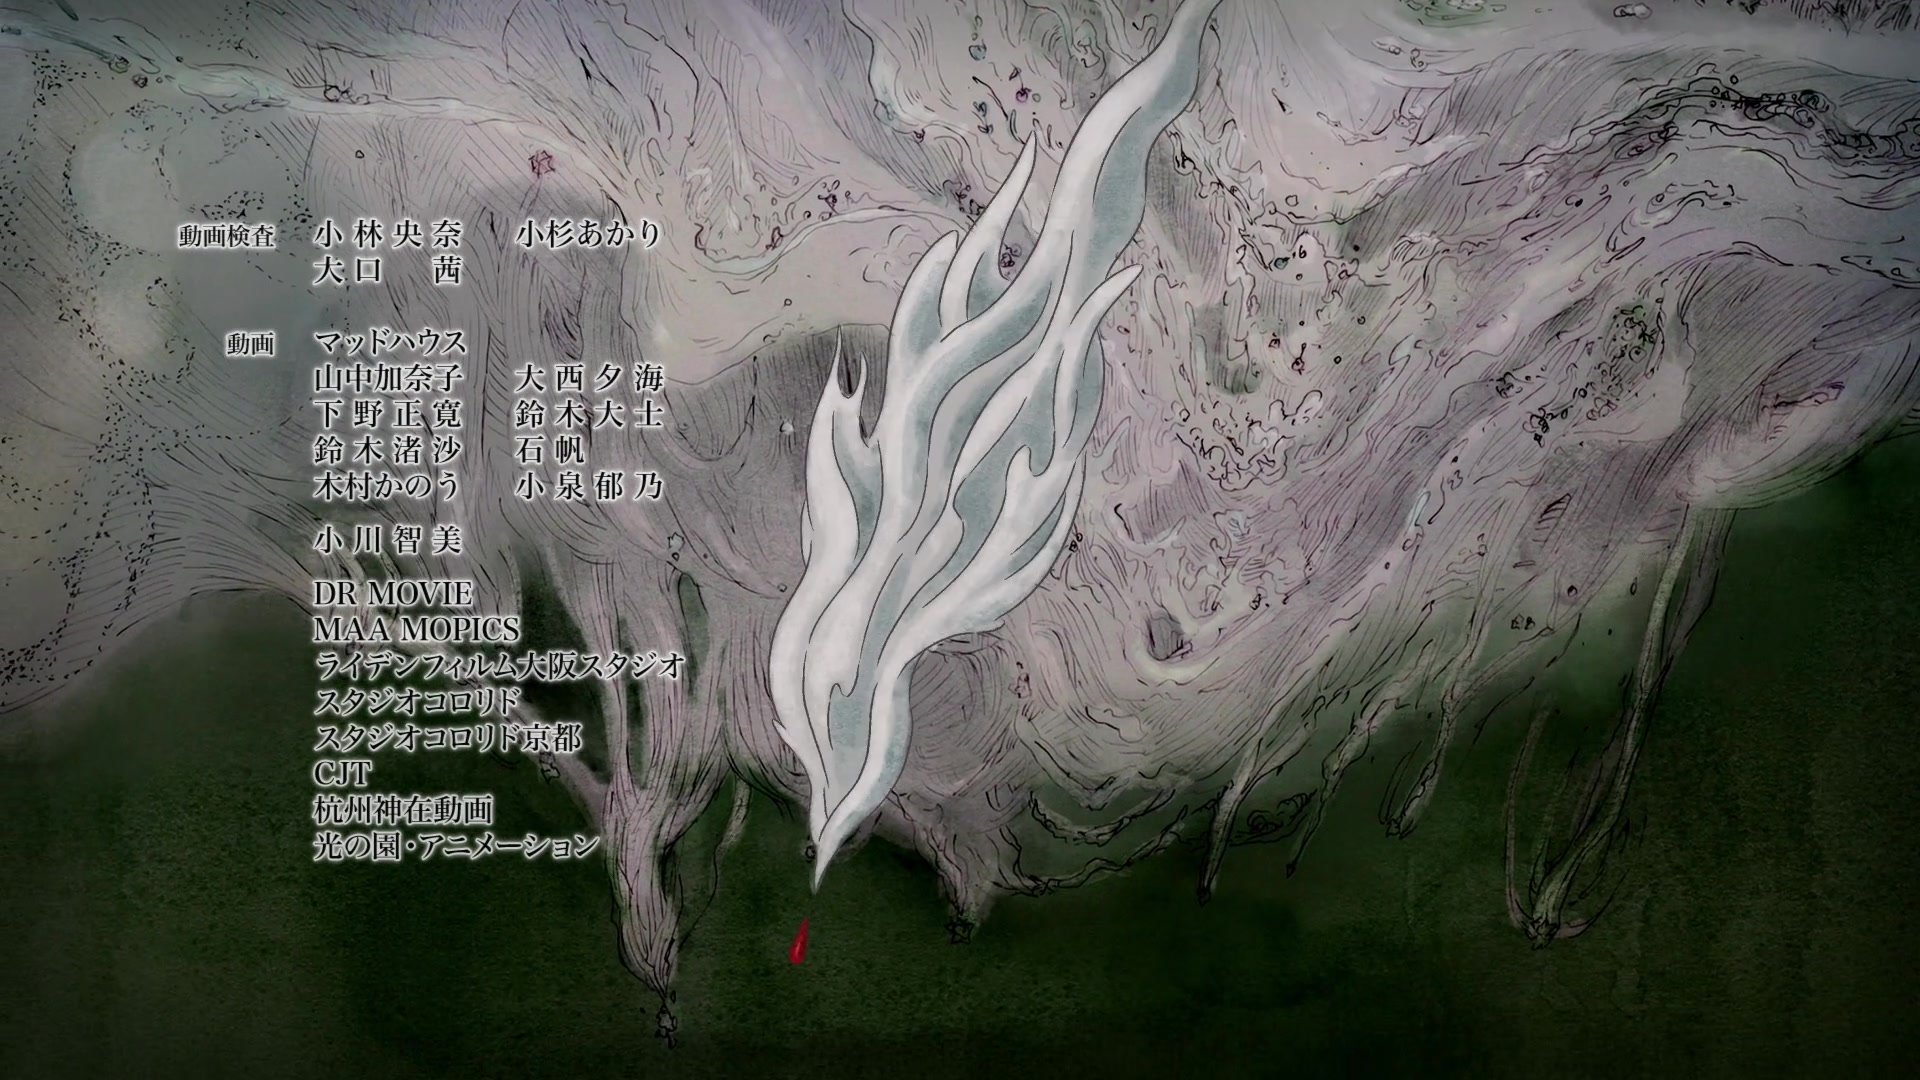 動画検査 小林央奈 小杉あかり
大口 茜
動画 マッドハウス
山中加奈子 大西夕海
下野正寛 鈴木大士
鈴木渚沙 石帆
木村かのう 小泉郁乃
小川智美
DR MOVIE
MAA MOPICS
ライデンフィルム大阪スタジオ
スタジオコロリド
スタジオコロリド京都
CJT
杭州神在動画
光の園・アニメーション